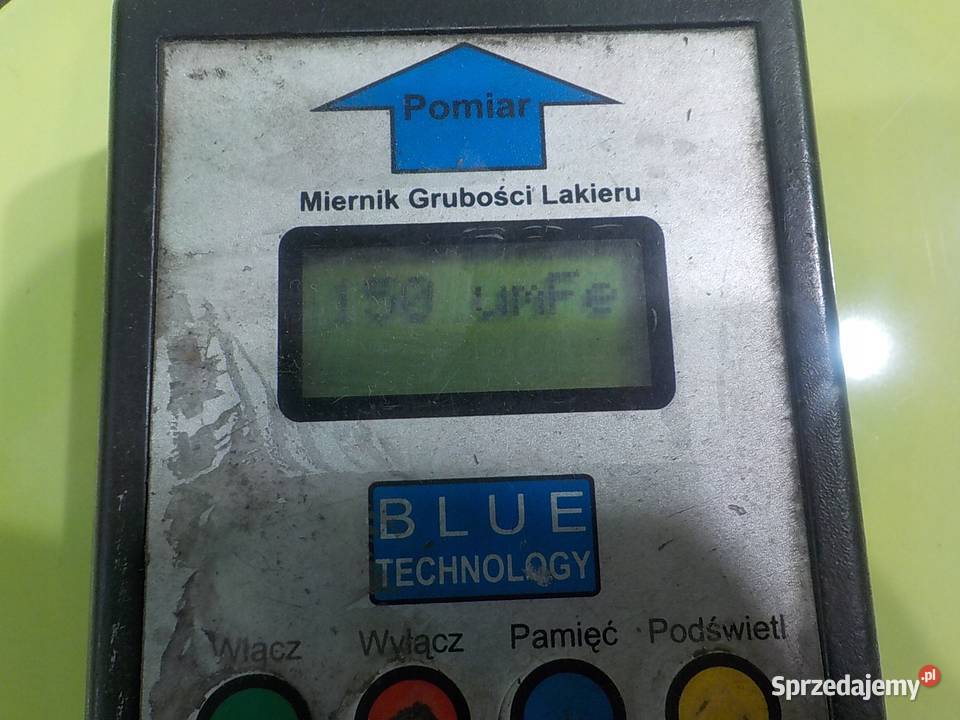 Pomiar
Miernik Grubości Lakieru
150 umFe
BLUE
TECHNOLOGY
Włącz Wyłącz Pamięć Podświetl
Sprzedajemy.pl